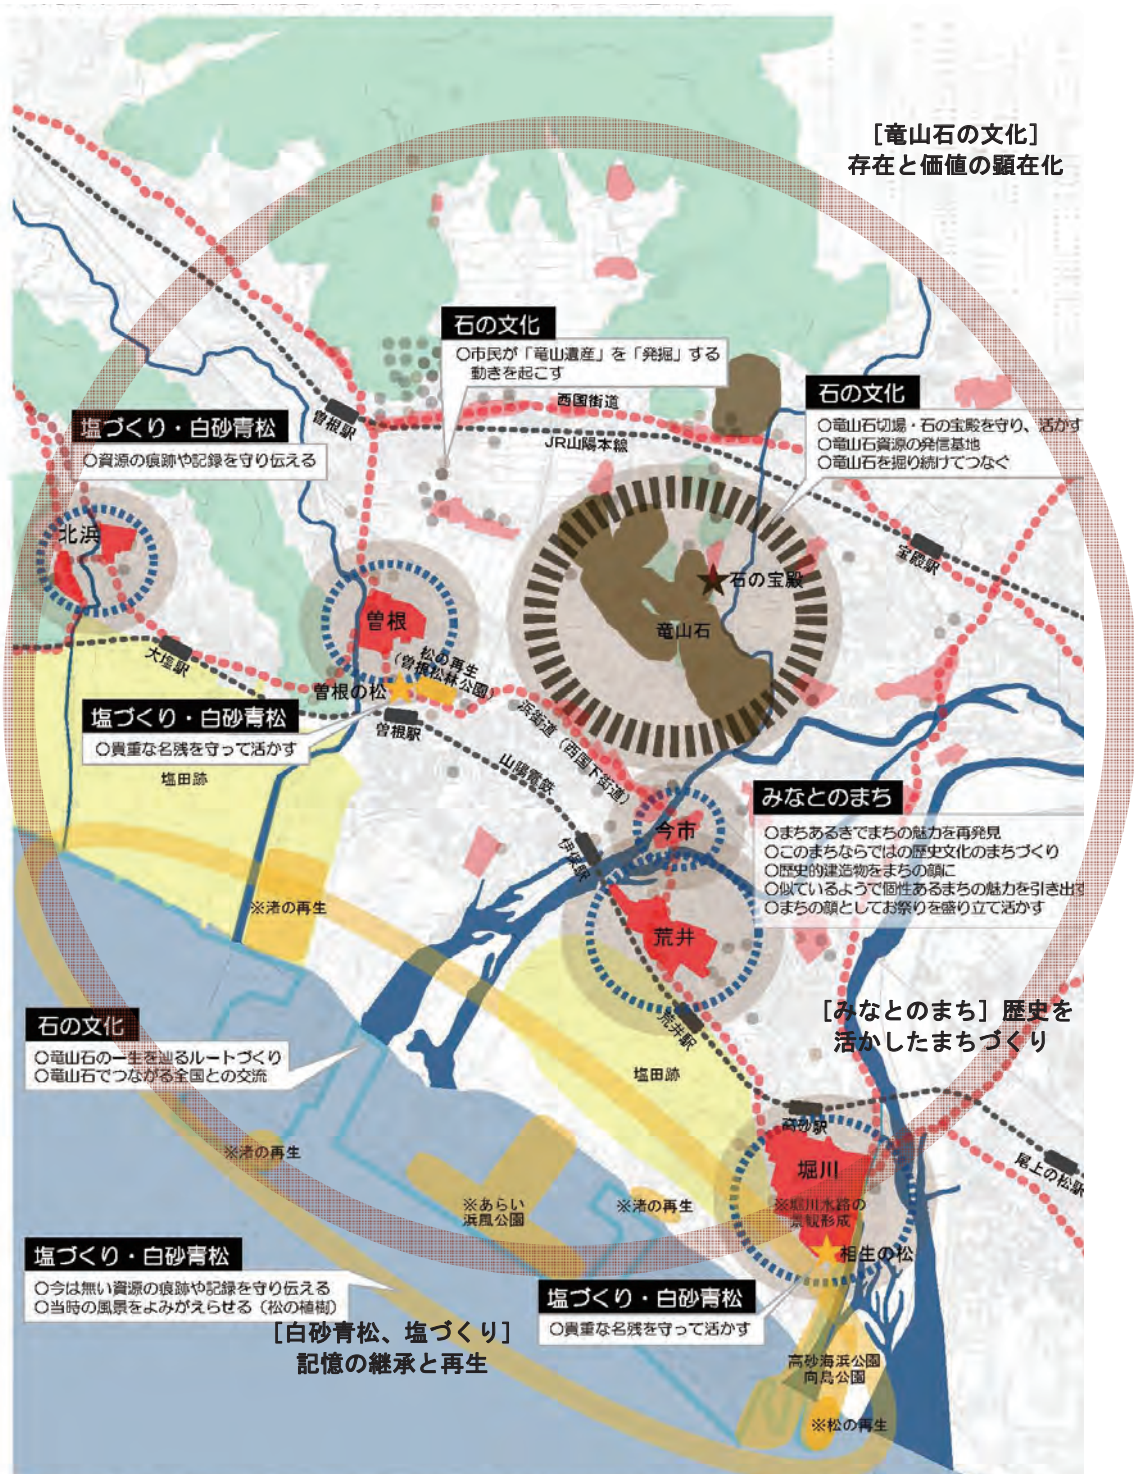 [竜山石の文化]
存在と価値の顕在化
石の文化
○市民が「竜山遺産」を「発掘」する
動きを起こす
西国街道
JR山陽本線
曽根駅
石の文化
○竜山石切場・石の宝殿を守り、活かす
○竜山石資源の発信基地
○竜山石を掘り続けてつなぐ
宝殿駅
塩づくり・白砂青松
○資源の痕跡や記録を守り伝える
北浜
曽根
石の宝殿
竜山石
松の再生
(曽根松林公園)
曽根の松
大塩駅
曽根駅
塩づくり・白砂青松
○貴重な名残を守って活かす
塩田跡
浜街道(西国下街道)
山陽電鉄
伊保駅
今市
みなとのまち
○まちあるきでまちの魅力を再発見
○このまちならではの歴史文化のまちづくり
○歴史的建造物をまちの顔に
○似ているようで個性あるまちの魅力を引き出す
○まちの顔としてお祭りを盛り立て活かす
※渚の再生
荒井
荒井駅
[みなとのまち] 歴史を
活かしたまちづくり
石の文化
○竜山石の一生を辿るルートづくり
○竜山石でつながる全国との交流
塩田跡
高砂駅
尾上の松駅
※渚の再生
※あらい
浜風公園
※渚の再生
堀川
※堀川水路の
景観形成
相生の松
塩づくり・白砂青松
○今は無い資源の痕跡や記録を守り伝える
○当時の風景をよみがえらせる(松の植樹)
[白砂青松、塩づくり]
記憶の継承と再生
塩づくり・白砂青松
○貴重な名残を守って活かす
高砂海浜公園
向島公園
※松の再生